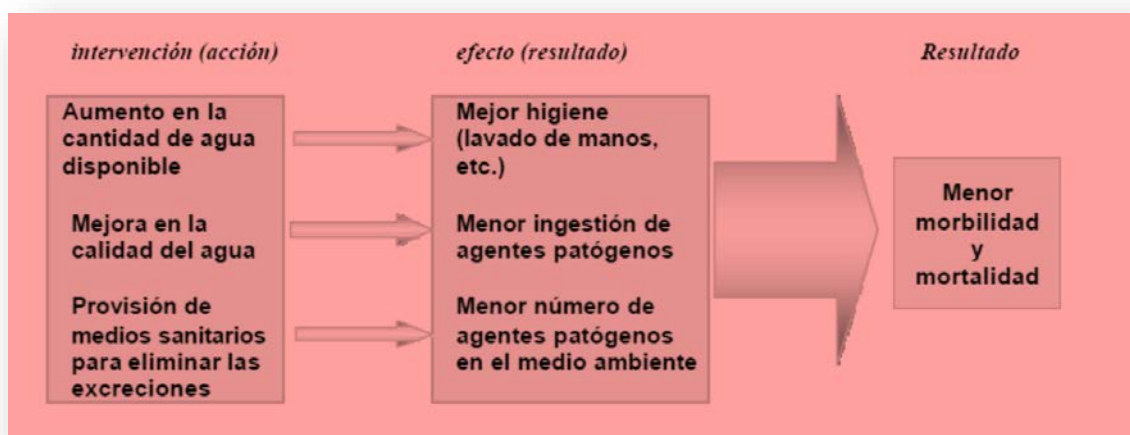 intervención (acción)
efecto (resultado)
Resultado
Aumento en la
cantidad de agua
disponible
Mejora en la
calidad del agua
Provisión de
medios sanitarios
para eliminar las
excreciones
Mejor higiene
(lavado de manos,
etc.)
Menor ingestión de
agentes patógenos
Menor número de
agentes patógenos
en el medio ambiente
Menor
morbilidad
y
mortalidad